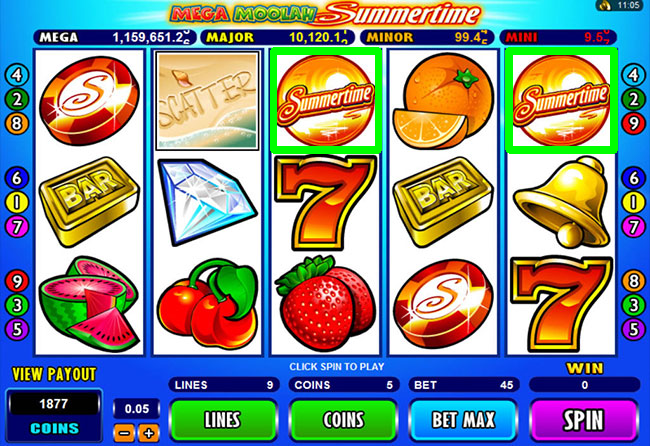 MEGA MOOLAH Summertime
11:05
MEGA 1,159,651.2 MAJOR 10,120.1 MINOR 99.4 MINI 9.5
4 S SCATTER Summertime Summertime 4
2 2
8 9
6 BAR 7 BAR 6
1 1
7 7
9 S 7 8
3 3
5 5
CLICK SPIN TO PLAY
VIEW PAYOUT WIN
LINES 9 COINS 5 BET 45 0
1877 0.05 LINES COINS BET MAX SPIN
COINS - +